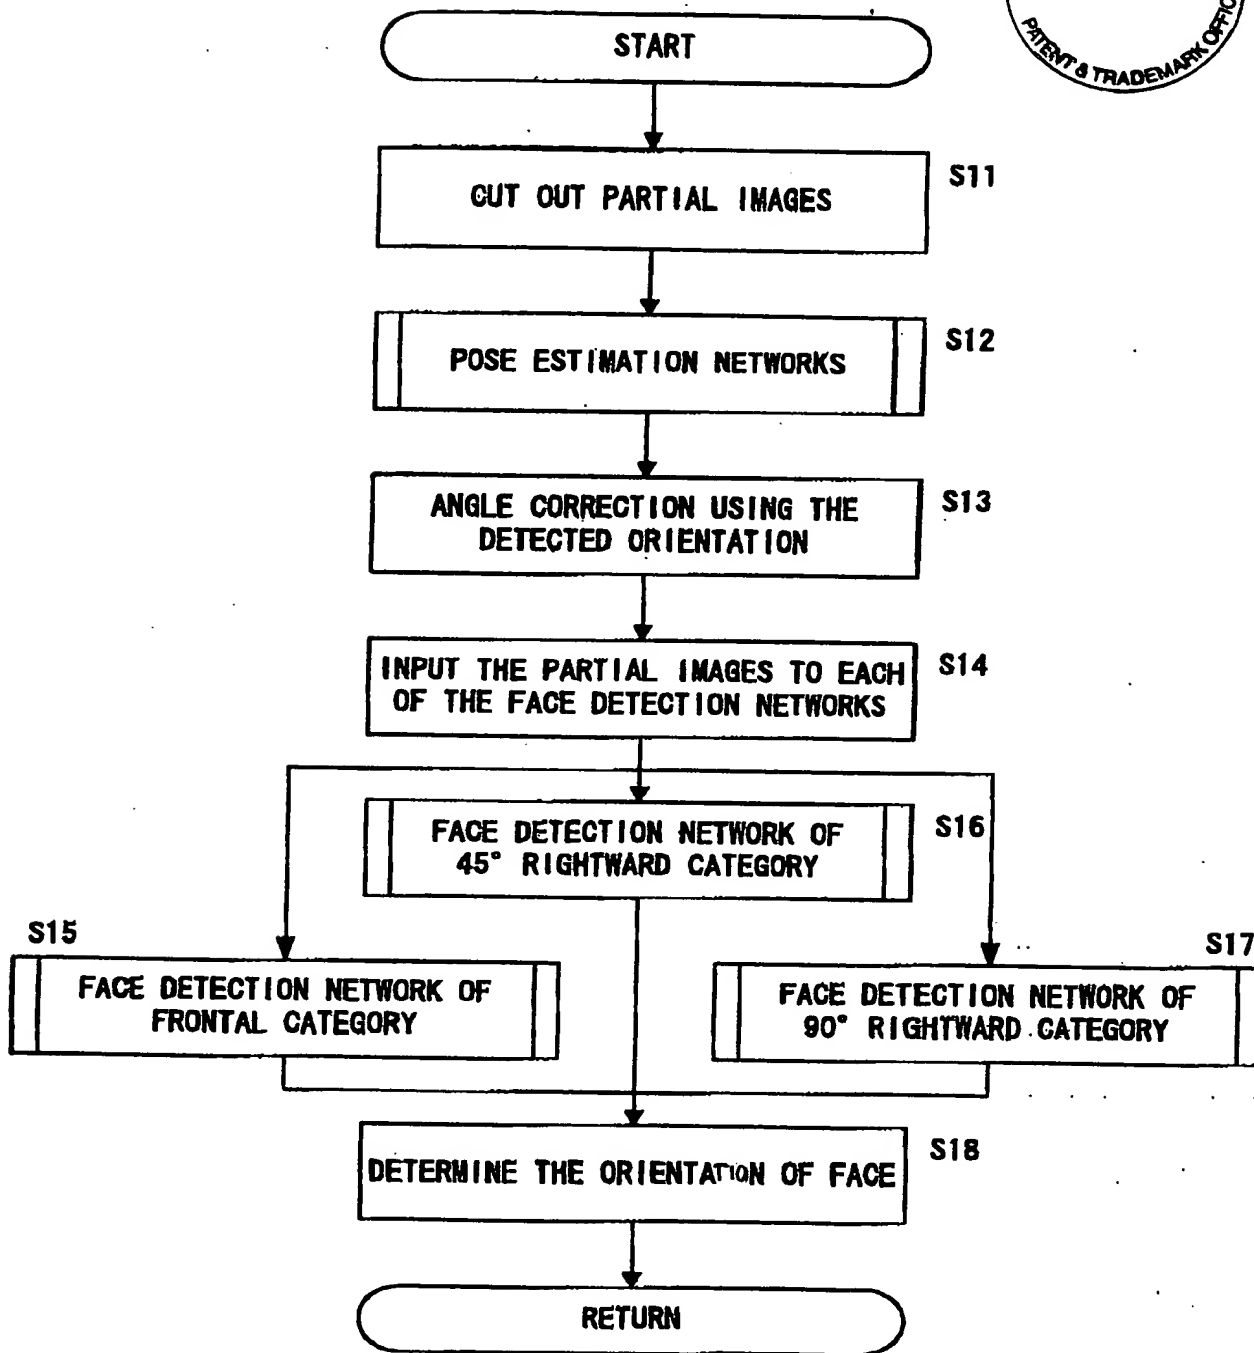 PATENT & TRADEMARK OFFIC
START
S11
CUT OUT PARTIAL IMAGES
S12
POSE ESTIMATION NETWORKS
S13
ANGLE CORRECTION USING THE
DETECTED ORIENTATION
S14
INPUT THE PARTIAL IMAGES TO EACH
OF THE FACE DETECTION NETWORKS
S16
FACE DETECTION NETWORK OF
45° RIGHTWARD CATEGORY
S15
FACE DETECTION NETWORK OF
FRONTAL CATEGORY
S17
FACE DETECTION NETWORK OF
90° RIGHTWARD CATEGORY
S18
DETERMINE THE ORIENTATION OF FACE
RETURN